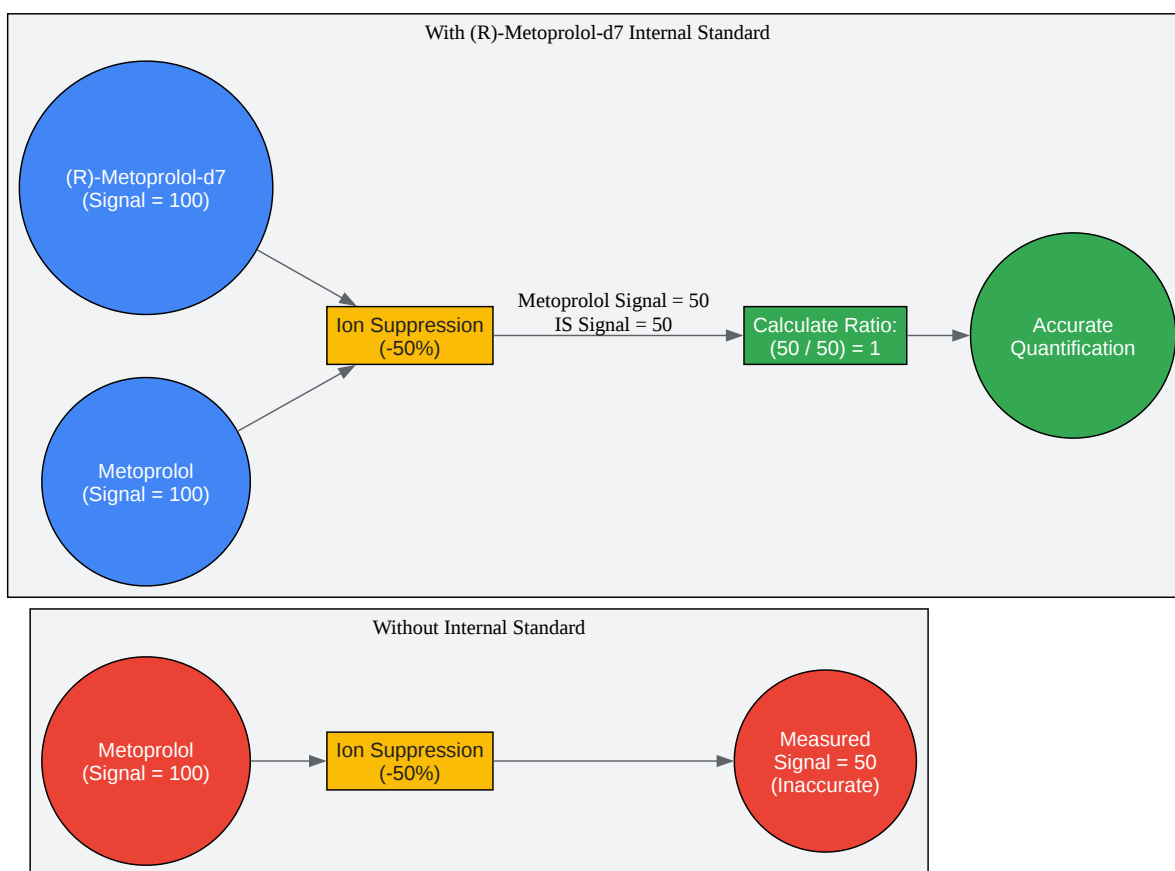 With (R)-Metoprolol-d7 Internal Standard
(R)-Metoprolol-d7
(Signal = 100)
Metoprolol
(Signal = 100)
Ion Suppression
(-50%)
Metoprolol Signal = 50
IS Signal = 50
Calculate Ratio:
(50 / 50) = 1
Accurate
Quantification
Without Internal Standard
Metoprolol
(Signal = 100)
Ion Suppression
(-50%)
Measured
Signal = 50
(Inaccurate)